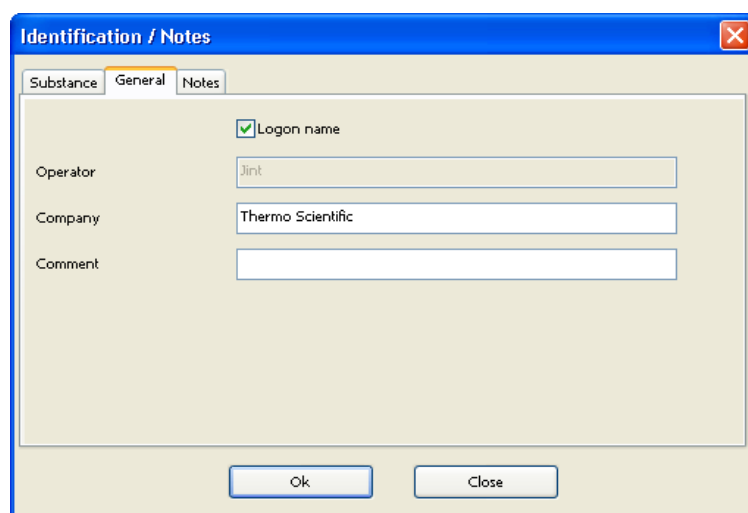 Identification / Notes
Substance General Notes
Logon name
Operator Jint
Company Thermo Scientific
Comment
Ok Close